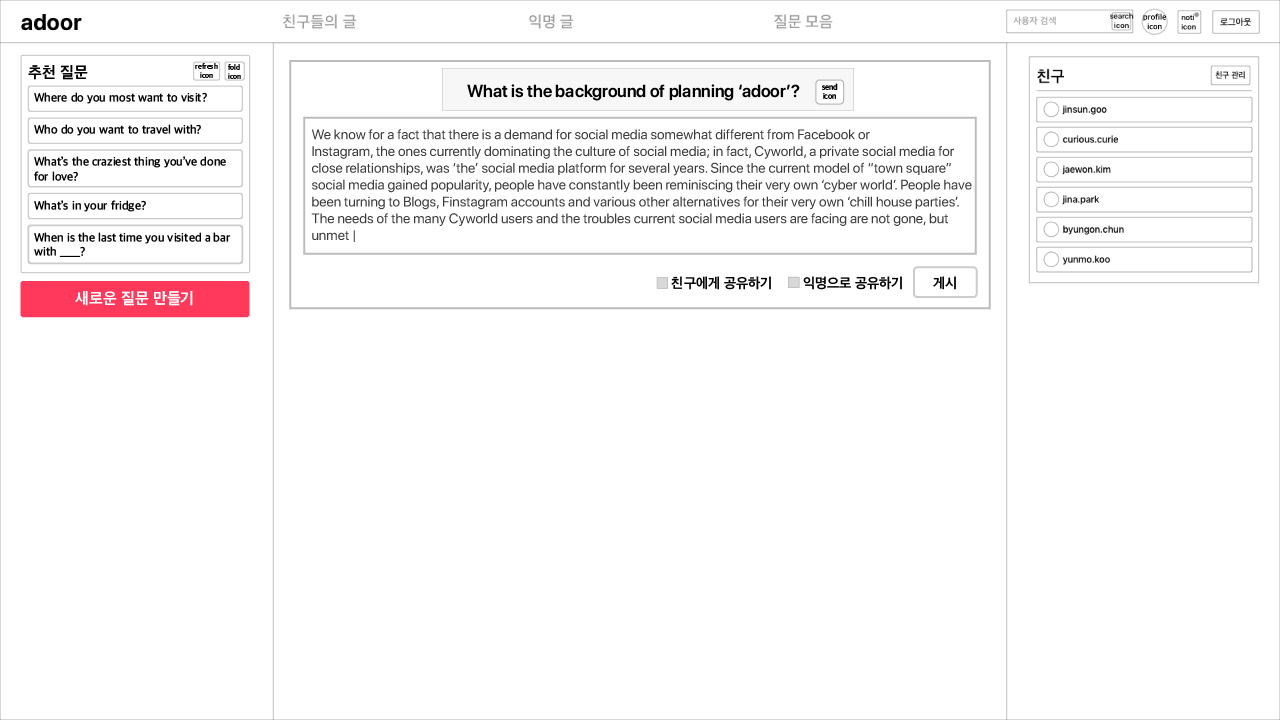 adoor
친구들의 글
익명 글
질문 모음
사용자 검색
search
icon
profile
icon
noti
icon
로그아웃
추천 질문
refresh
icon
fold
icon
Where do you most want to visit?
Who do you want to travel with?
What's the craziest thing you've done
for love?
What's in your fridge?
When is the last time you visited a bar
with ___?
새로운 질문 만들기
What is the background of planning ‘adoor’?
send
icon
We know for a fact that there is a demand for social media somewhat different from Facebook or
Instagram, the ones currently dominating the culture of social media; in fact, Cyworld, a private social media for
close relationships, was ‘the’ social media platform for several years. Since the current model of “town square”
social media gained popularity, people have constantly been reminiscing their very own ‘cyber world’. People have
been turning to Blogs, Finstagram accounts and various other alternatives for their very own ‘chill house parties’.
The needs of the many Cyworld users and the troubles current social media users are facing are not gone, but
unmet |
친구에게 공유하기
익명으로 공유하기
게시
친구
친구 관리
jinsun.goo
curious.curie
jaewon.kim
jina.park
byungon.chun
yunmo.koo